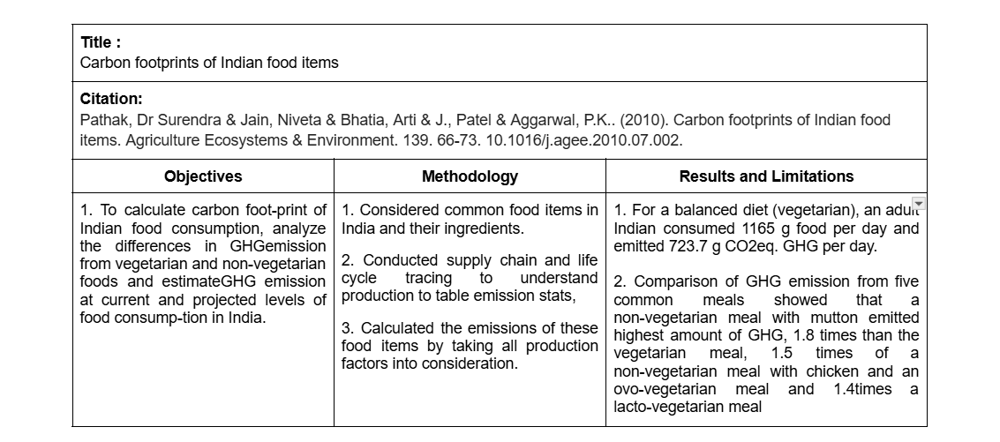 Title :
Carbon footprints of Indian food items
Citation:
Pathak, Dr Surendra & Jain, Niveta & Bhatia, Arti & J., Patel & Aggarwal, P.K.. (2010). Carbon footprints of Indian food
items. Agriculture Ecosystems & Environment. 139. 66-73. 10.1016/j.agee.2010.07.002.
Objectives
1. To calculate carbon foot-print of
Indian food consumption, analyze
the differences in GHGemission
from vegetarian and non-vegetarian
foods and estimateGHG emission
at current and projected levels of
food consump-tion in India.
Methodology
1. Considered common food items in
India and their ingredients.
2. Conducted supply chain and life
cycle tracing to understand
production to table emission stats,
3. Calculated the emissions of these
food items by taking all production
factors into consideration.
Results and Limitations
1. For a balanced diet (vegetarian), an adult
Indian consumed 1165 g food per day and
emitted 723.7 g CO2eq. GHG per day.
2. Comparison of GHG emission from five
common meals showed that a
non-vegetarian meal with mutton emitted
highest amount of GHG, 1.8 times than the
vegetarian meal, 1.5 times of a
non-vegetarian meal with chicken and an
ovo-vegetarian meal and 1.4times a
lacto-vegetarian meal